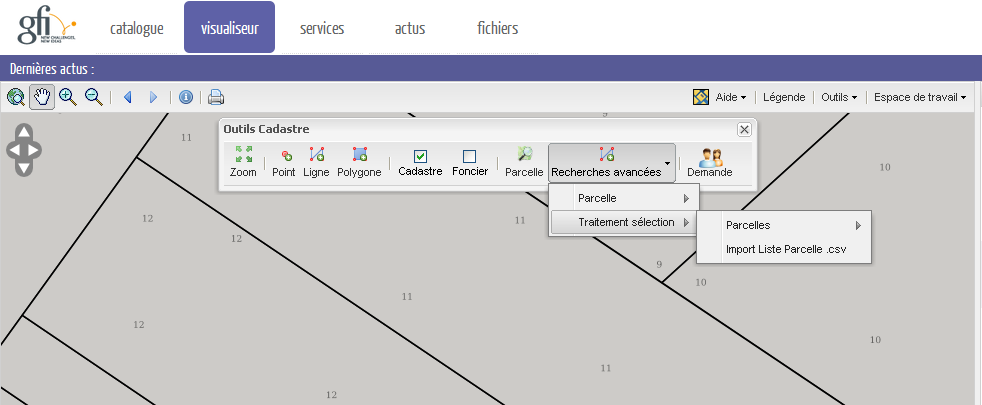 gfi
NEW CHALLENGES, NEW IDEAS
catalogue
visualiseur
services
actus
fichiers
Dernières actus :
Aide
Légende
Outils
Espace de travail
Outils Cadastre
Zoom
Point
Ligne
Polygone
Cadastre
Foncier
Parcelle
Recherches avancées
Demande
Parcelle
Traitement sélection
Parcelles
Import Liste Parcelle .csv
11
9
10
12
12
11
9
10
11
12
10
11
12